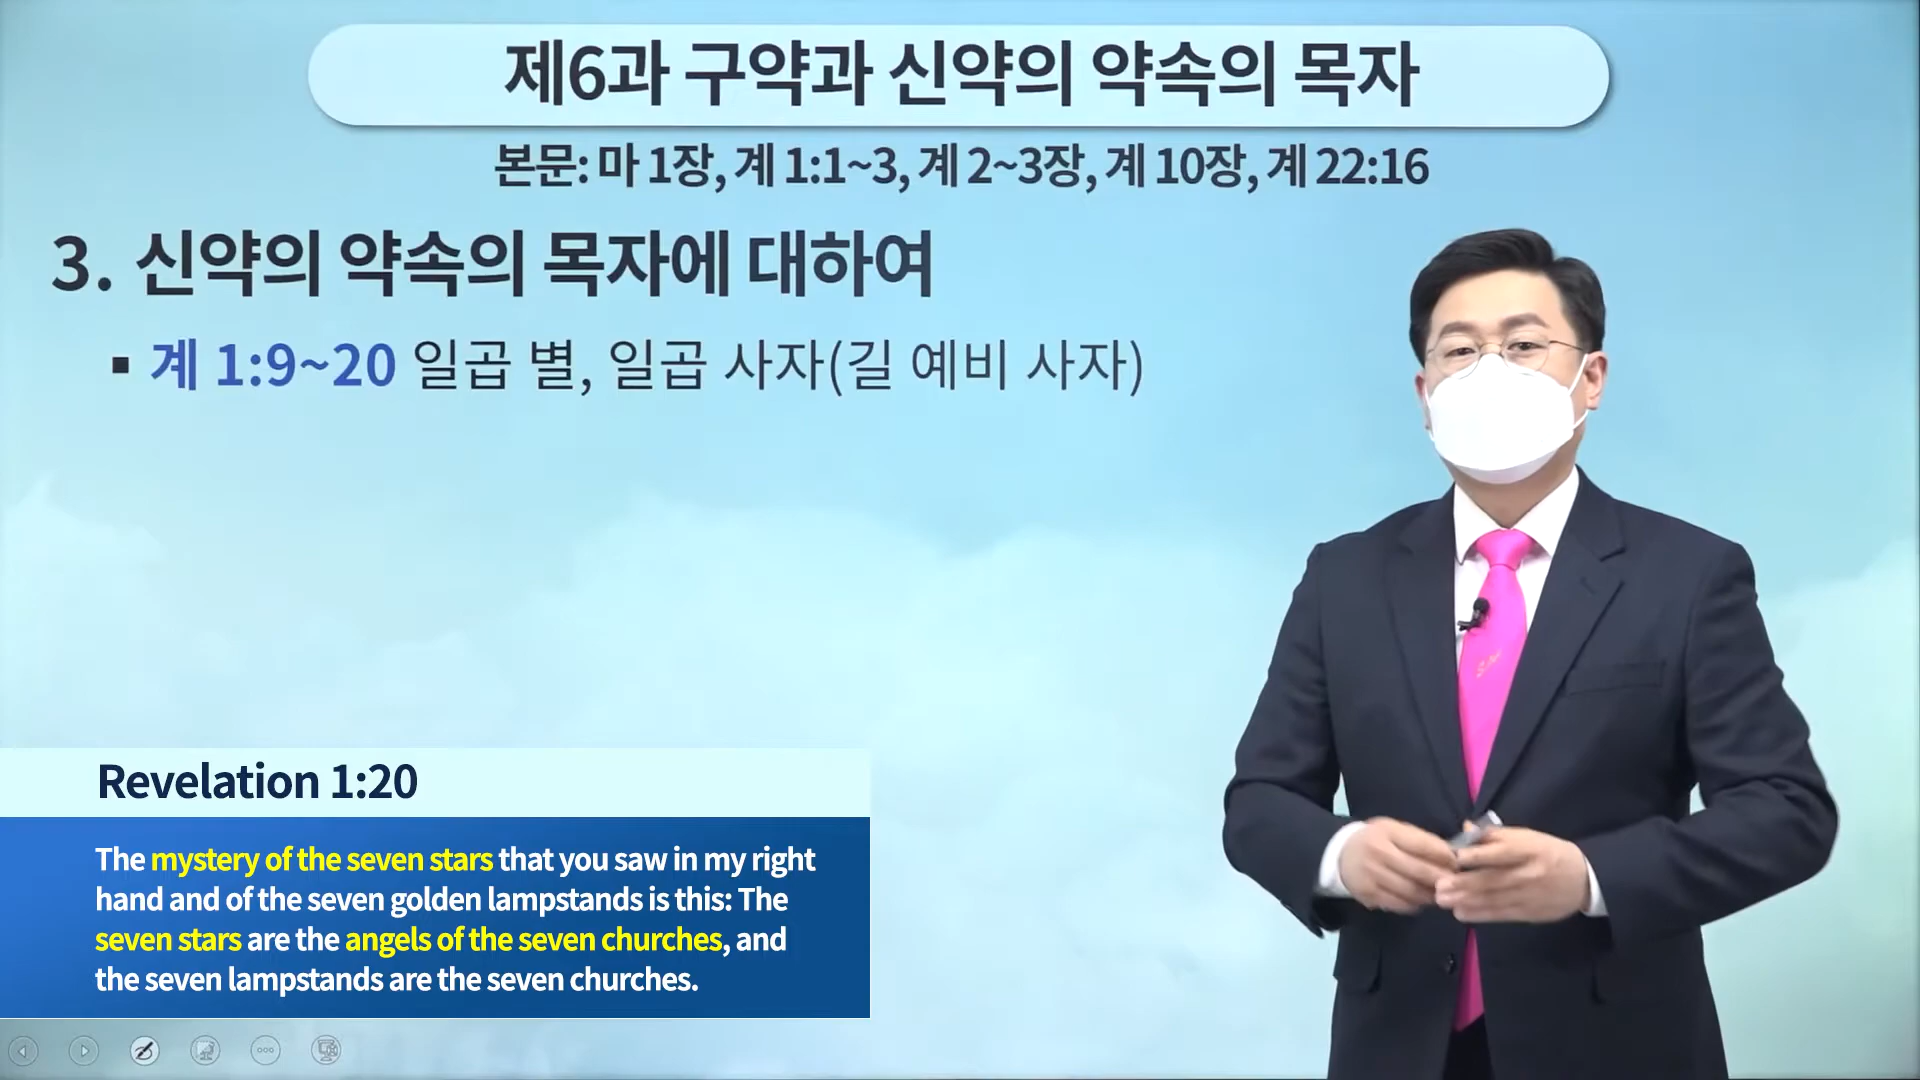 제6과 구약과 신약의 약속의 목자
본문: 마 1장, 계 1:1~3, 계 2~3장, 계 10장, 계 22:16
3. 신약의 약속의 목자에 대하여
▪ 계 1:9~20 일곱 별, 일곱 사자(길 예비 사자)
Revelation 1:20
The mystery of the seven stars that you saw in my right
hand and of the seven golden lampstands is this: The
seven stars are the angels of the seven churches, and
the seven lampstands are the seven churches.